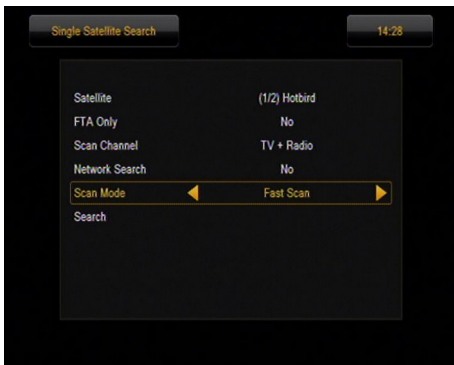 Single Satellite Search 14:28
Satellite (1/2) Hotbird
FTA Only No
Scan Channel TV + Radio
Network Search No
Scan Mode Fast Scan
Search